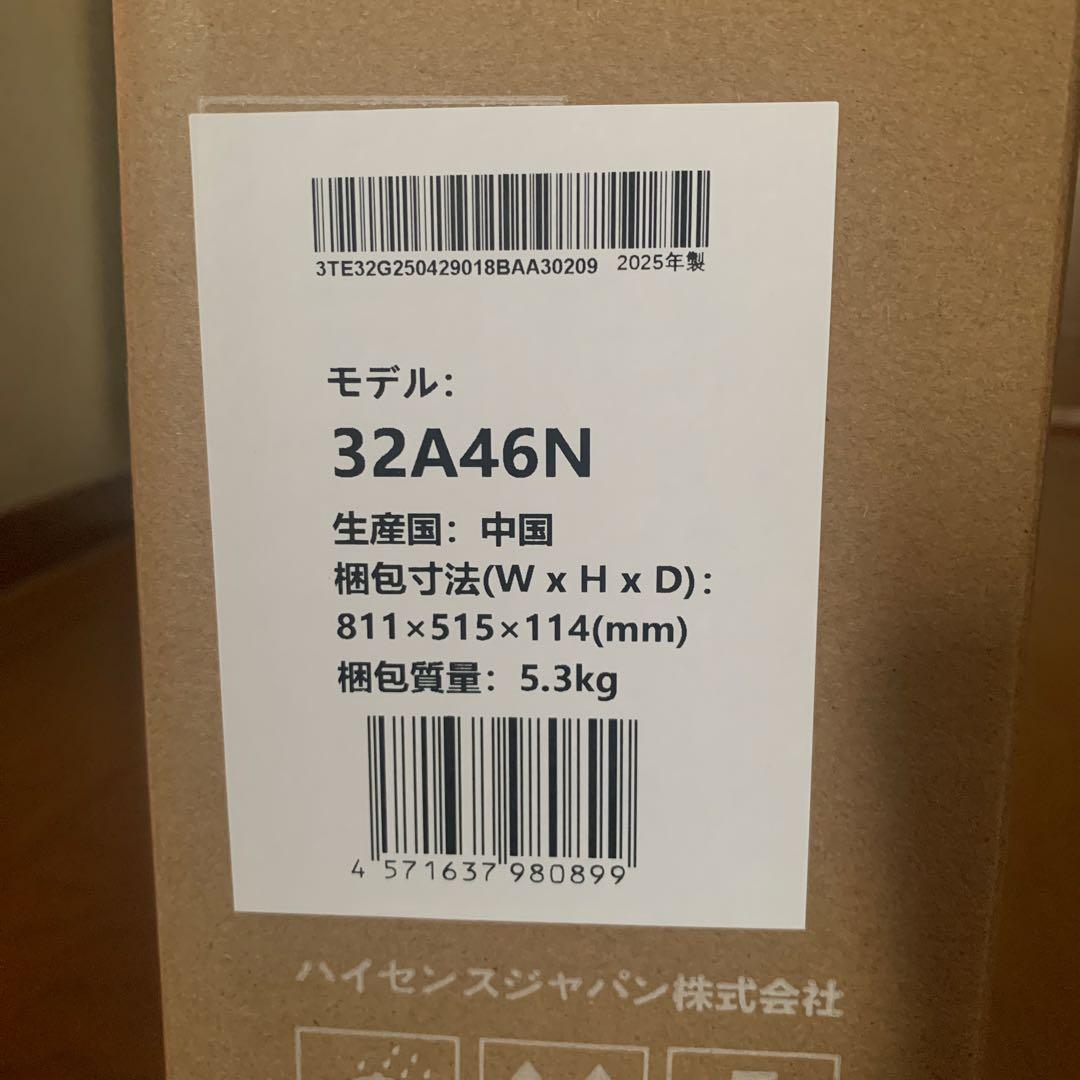 3TE32G250429018BAA30209 2025年製
モデル：
32A46N
生産国：中国
梱包寸法(W x H x D)：
811×515×114(mm)
梱包質量：5.3kg
4 571637 980899
ハイセンスジャパン株式会社